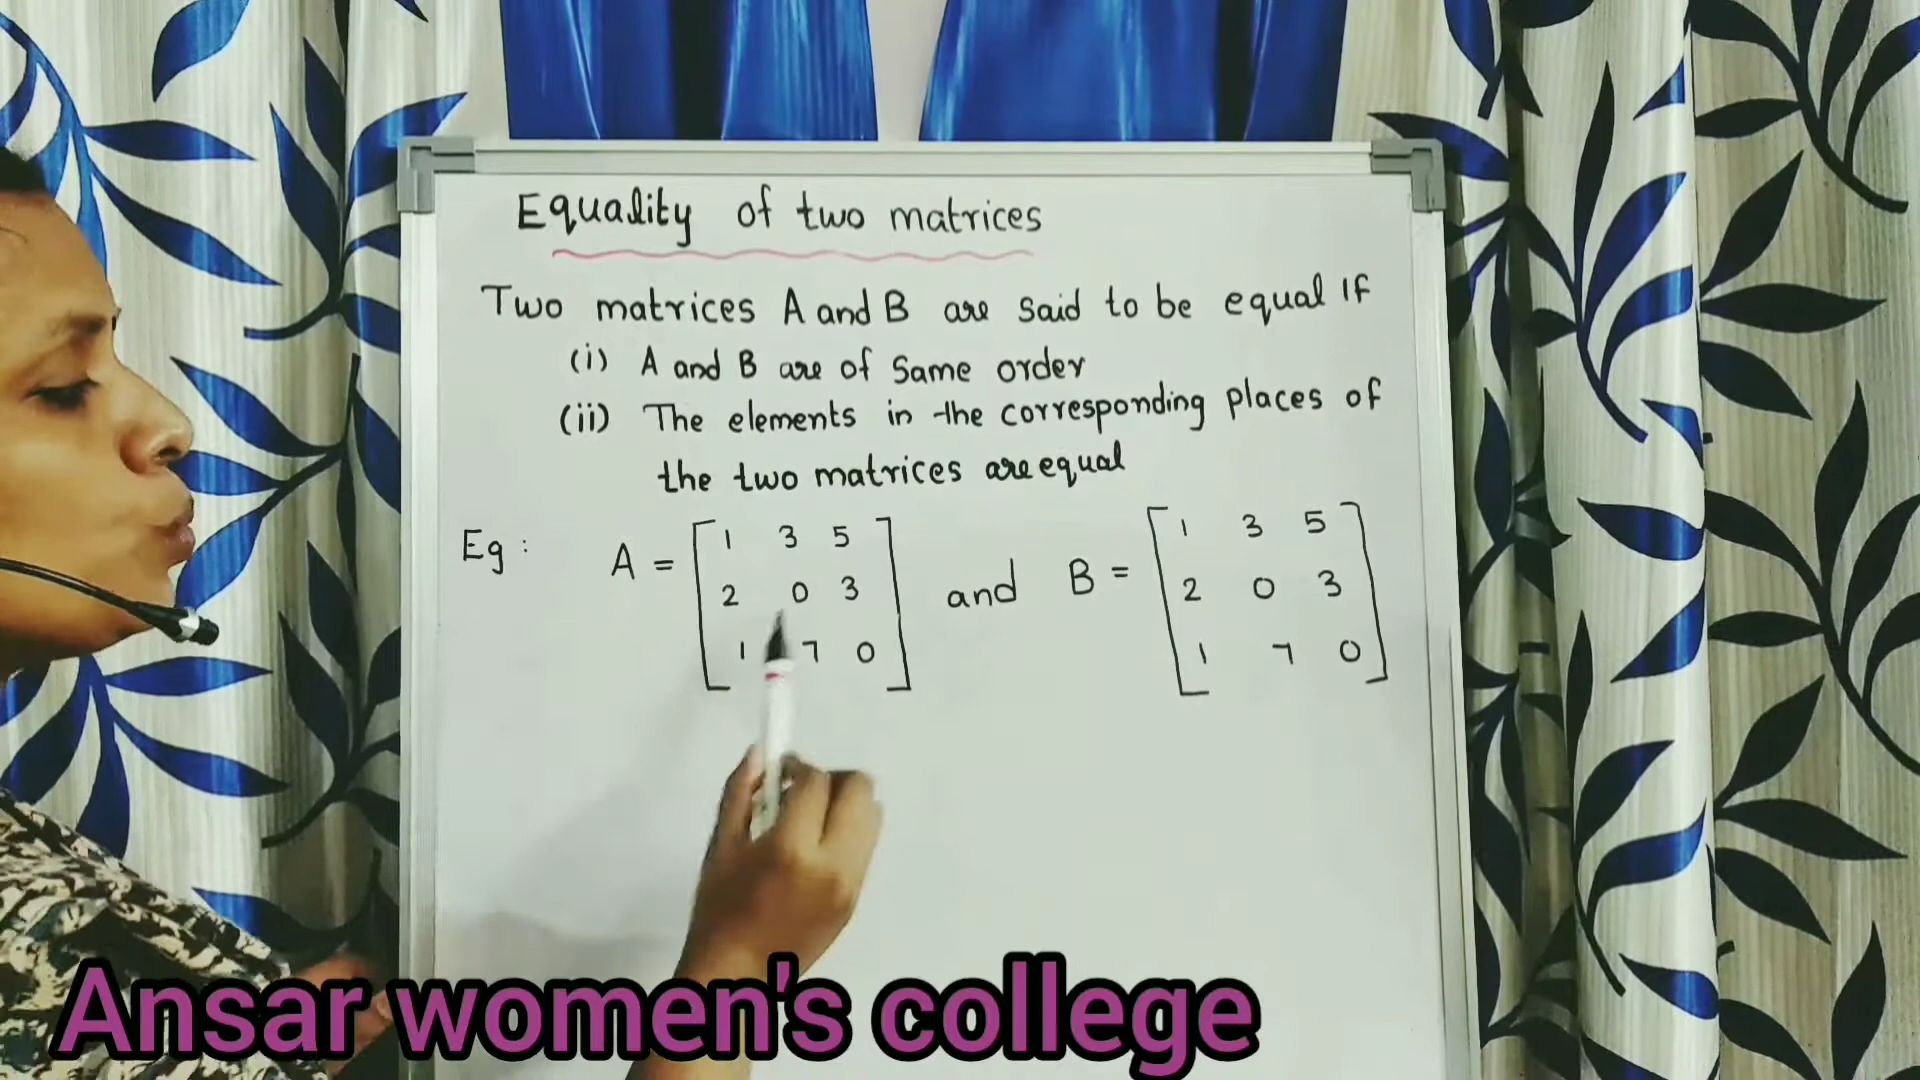 Equality of two matrices
Two matrices A and B are said to be equal if
(i) A and B are of same order
(ii) The elements in the corresponding places of
the two matrices are equal
Eg : A = [1 3 5 and B = [1 3 5
2 0 3 2 0 3
1 7 0] 1 7 0]
Ansar women's college